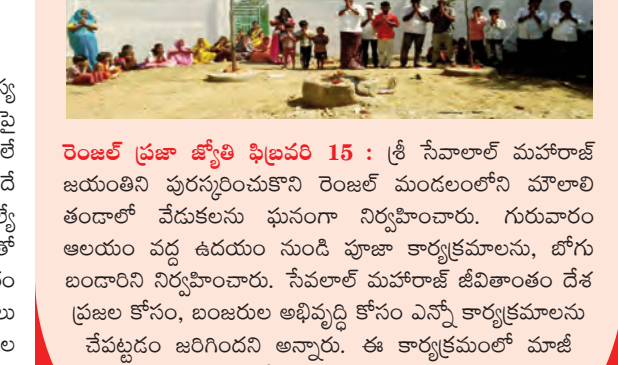 రెంజల్ ప్రజా జ్యోతి ఫిబ్రవరి 15 : శ్రీ సేవాలాల్ మహారాజ్
జయంతిని పురస్కరించుకొని రెంజల్ మండలంలోని మౌలాలి
తండాలో వేడుకలను ఘనంగా నిర్వహించారు. గురువారం
ఆలయం వద్ద ఉదయం నుండి పూజా కార్యక్రమాలను, బోగు
బండారిని నిర్వహించారు. సేవలాల్ మహారాజ్ జీవితాంతం దేశ
ప్రజల కోసం, బంజరుల అభివృద్ధి కోసం ఎన్నో కార్యక్రమాలను
చేపట్టడం జరిగిందని అన్నారు. ఈ కార్యక్రమంలో మాజీ